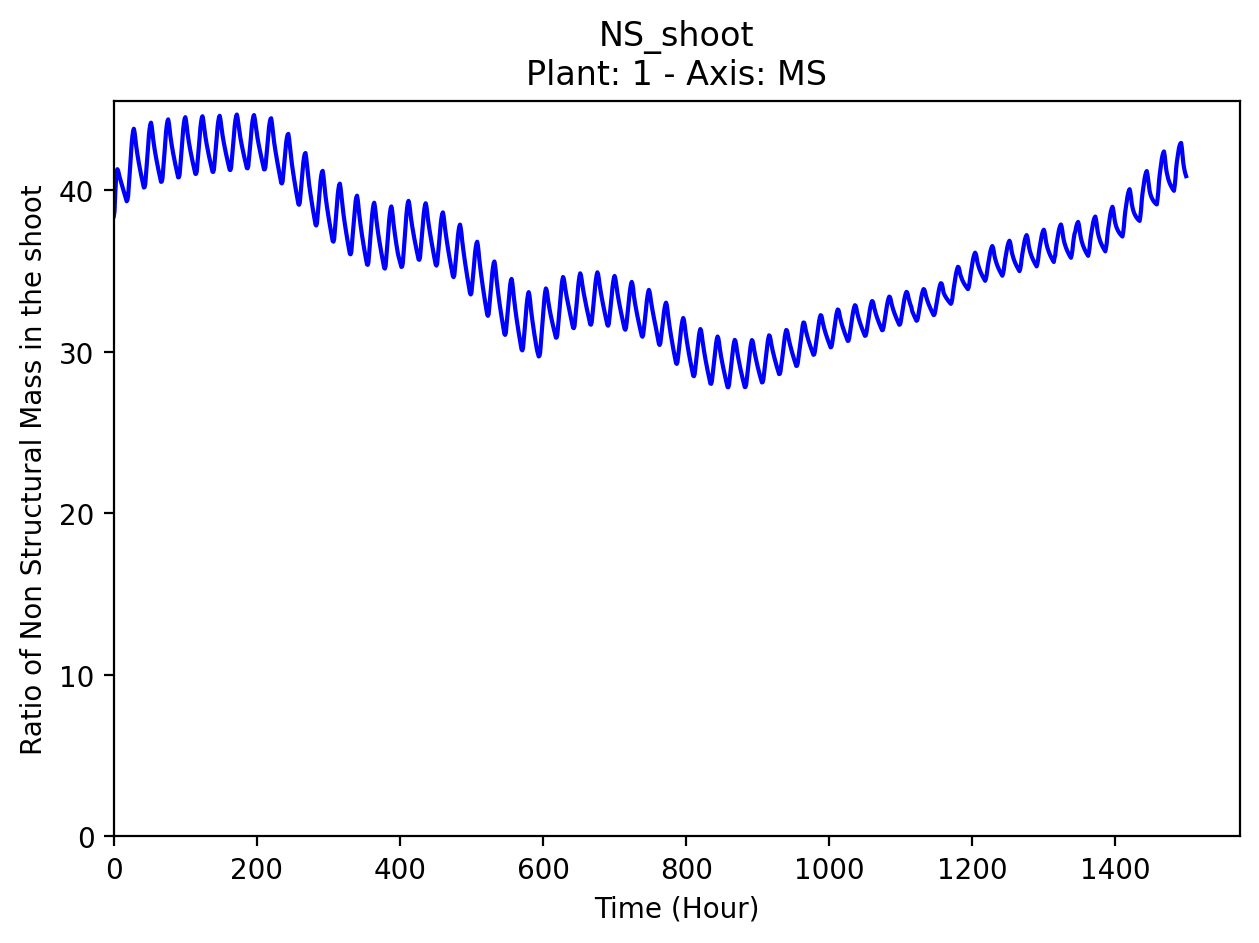 NS_shoot
Plant: 1 - Axis: MS
Ratio of Non Structural Mass in the shoot
40
30
20
10
0
0 200 400 600 800 1000 1200 1400
Time (Hour)